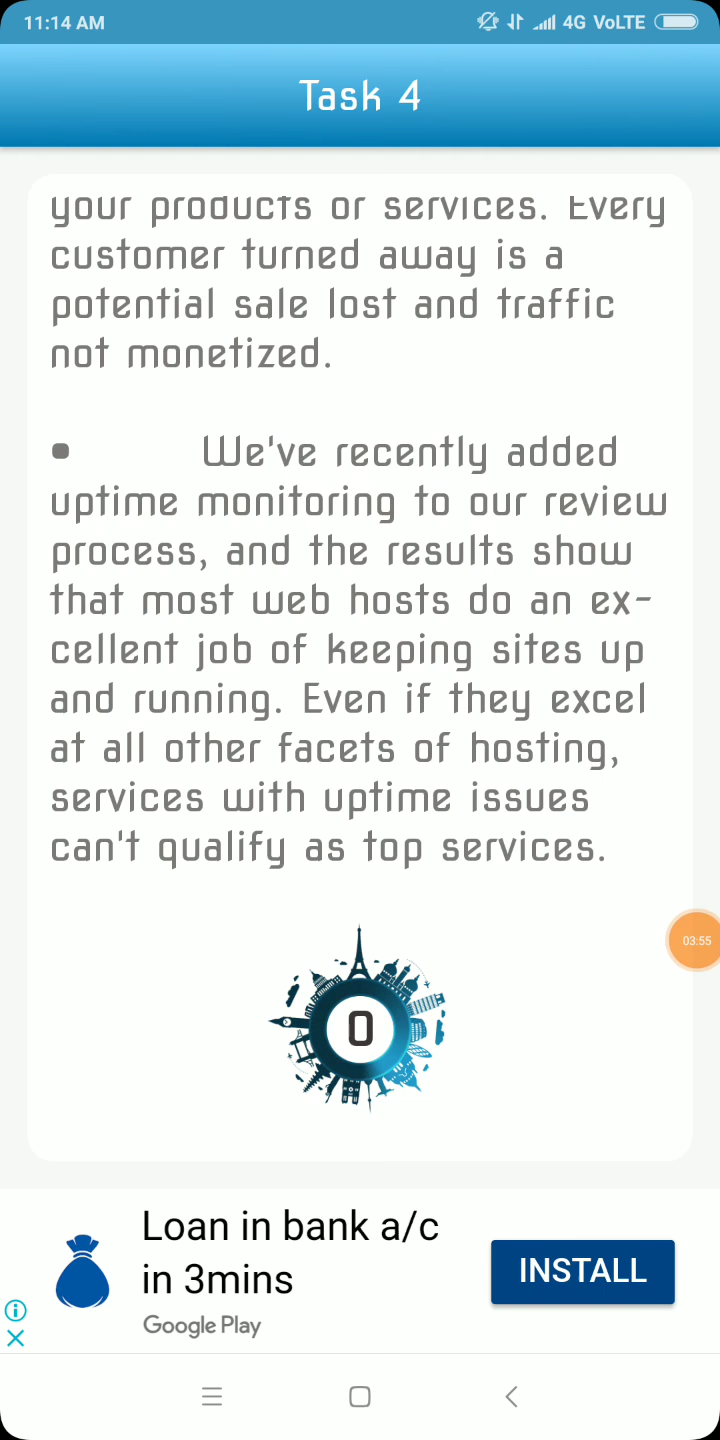 11:14 AM
4G VoLTE
Task 4
your products or services. Every
customer turned away is a
potential sale lost and traffic
not monetized.
• We've recently added
uptime monitoring to our review
process, and the results show
that most web hosts do an ex-
cellent job of keeping sites up
and running. Even if they excel
at all other facets of hosting,
services with uptime issues
can't qualify as top services.
03:55
0
Loan in bank a/c
in 3mins
INSTALL
Google Play